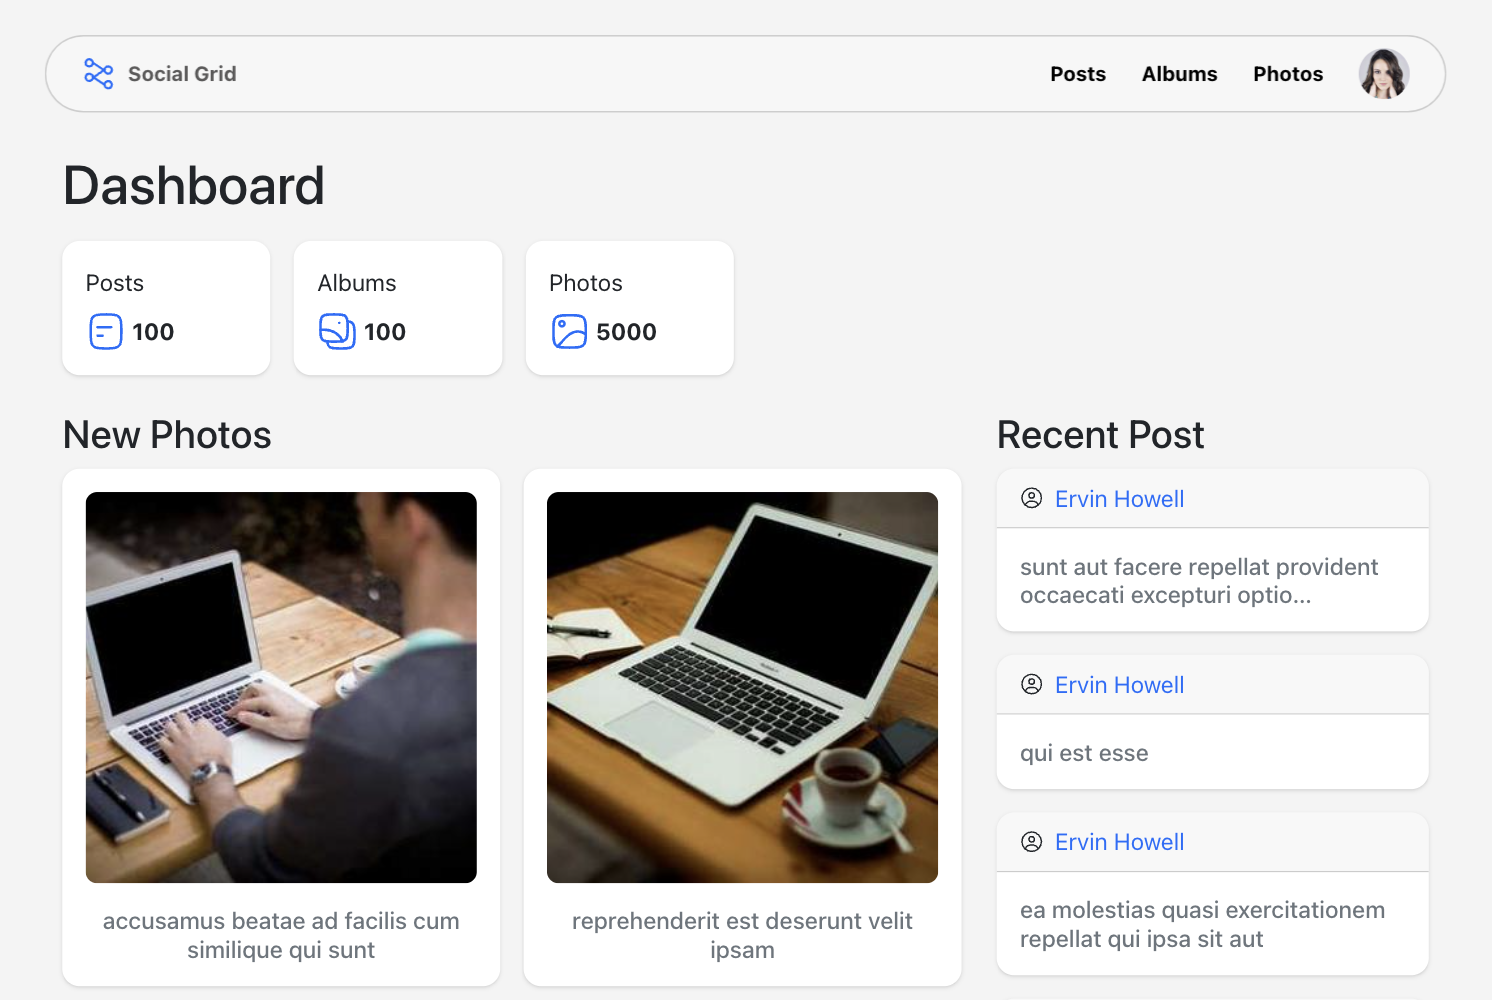 Social Grid
Posts
Albums
Photos
Dashboard
Posts
100
Albums
100
Photos
5000
New Photos
accusamus beatae ad facilis cum
similique qui sunt
reprehenderit est deserunt velit
ipsam
Recent Post
Ervin Howell
sunt aut facere repellat provident
occaecati excepturi optio...
Ervin Howell
qui est esse
Ervin Howell
ea molestias quasi exercitationem
repellat qui ipsa sit aut